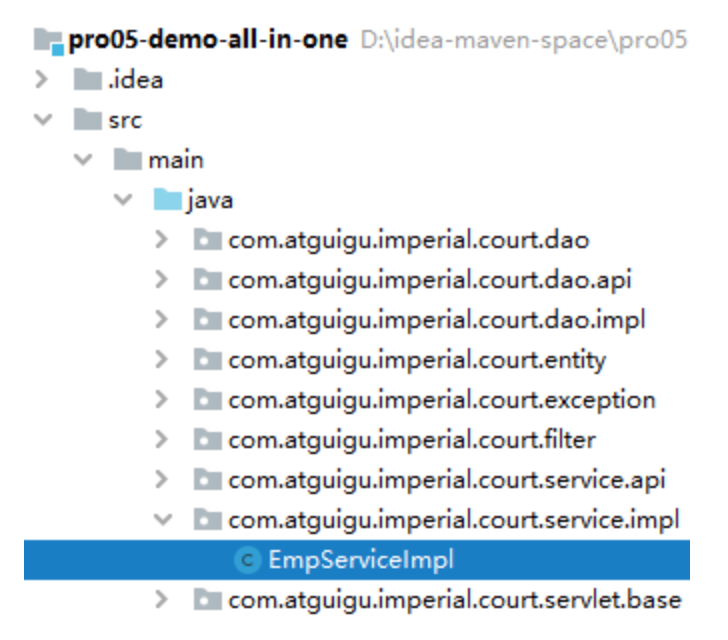 pro05-demo-all-in-one D:\idea-maven-space\pro05
.idea
src
main
java
com.atguigu.imperial.court.dao
com.atguigu.imperial.court.dao.api
com.atguigu.imperial.court.dao.impl
com.atguigu.imperial.court.entity
com.atguigu.imperial.court.exception
com.atguigu.imperial.court.filter
com.atguigu.imperial.court.service.api
com.atguigu.imperial.court.service.impl
C EmpServiceImpl
com.atguigu.imperial.court.servlet.base